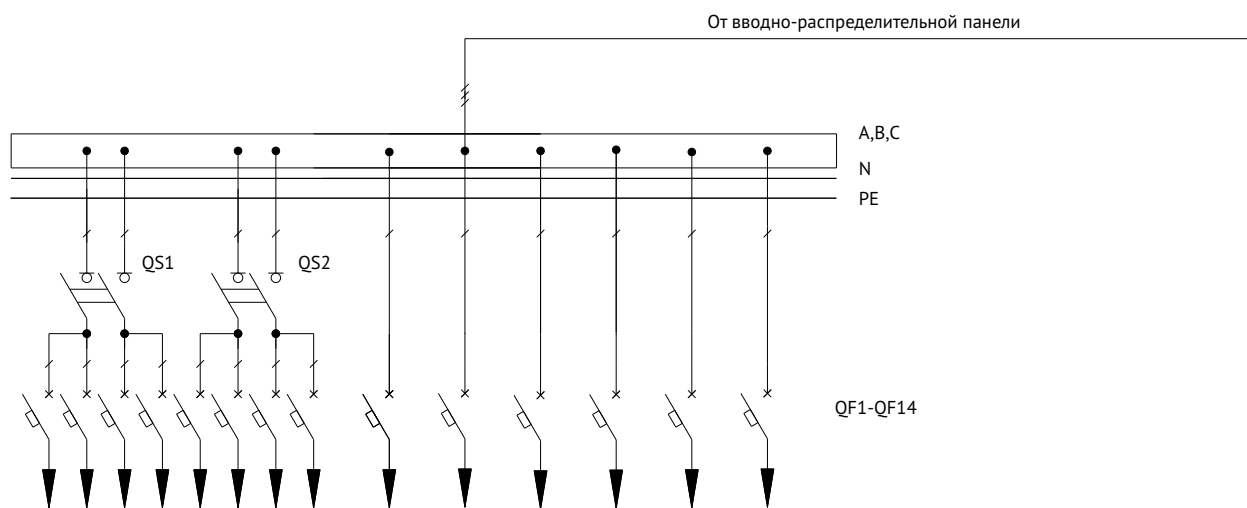 От вводно-распределительной панели
A,B,C
N
PE
QS1
QS2
QF1-QF14